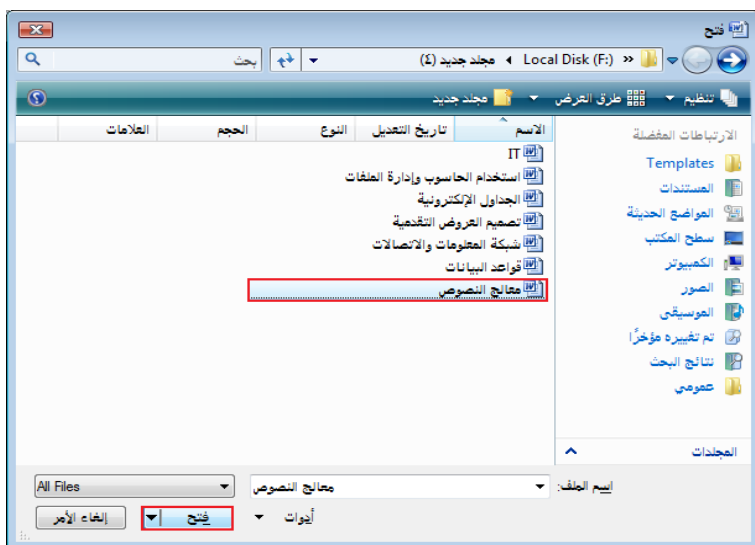 فتح
Local Disk (F:) » مجلد جديد (٤)
بحث
تنظيم طرق العرض مجلد جديد
الارتباطات المفضلة
Templates
المستندات
المواضع الحديثة
سطح المكتب
الكمبيوتر
الصور
الموسيقى
تم تغييره مؤخرًا
نتائج البحث
عمومي
المجلدات
الاسم تاريخ التعديل النوع الحجم العلامات
IT
استخدام الحاسوب وإدارة الملفات
الجداول الإلكترونية
تصميم العروض التقدمية
شبكة المعلومات والاتصالات
قواعد البيانات
معالج النصوص
اسم الملف: معالج النصوص All Files
أدوات فتح إلغاء الأمر